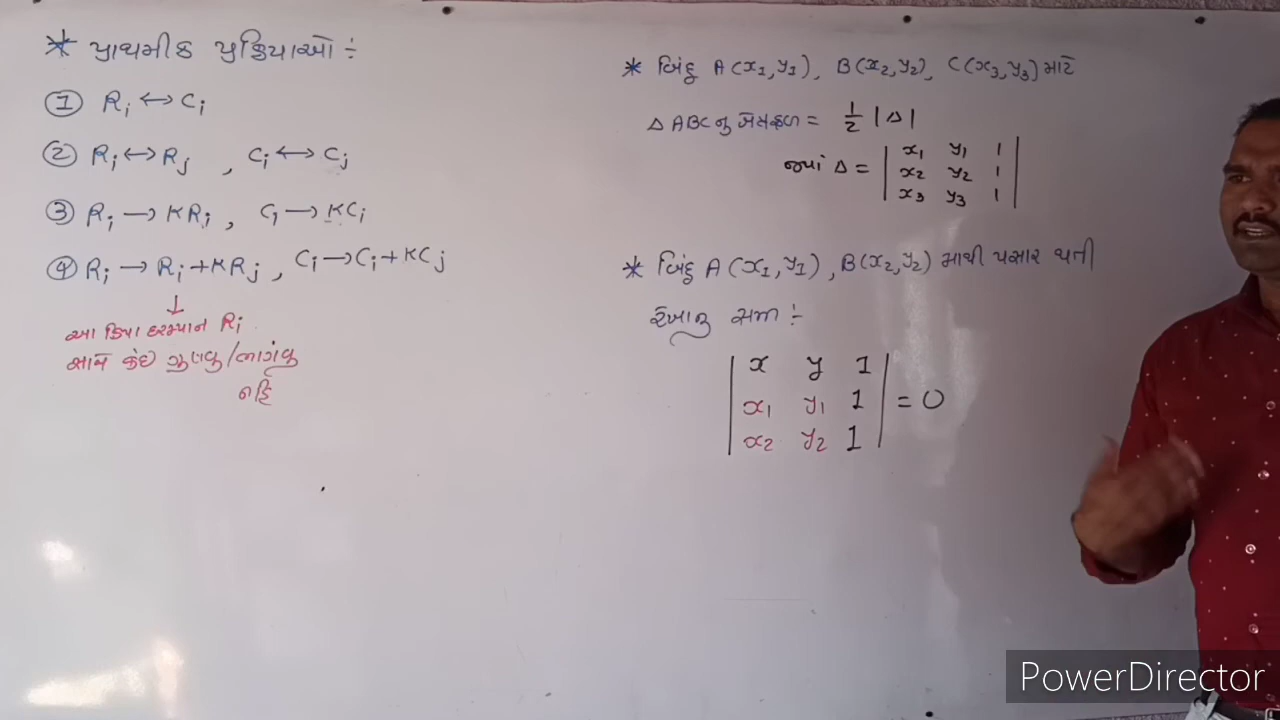 * પ્રાથમીક પ્રક્રિયાઓ ÷
① Rᵢ ↔ Cᵢ
② Rᵢ ↔ Rⱼ , Cᵢ ↔ Cⱼ
③ Rᵢ → KRᵢ , Cᵢ → KCᵢ
④ Rᵢ → Rᵢ + KRⱼ , Cᵢ → Cᵢ + KCⱼ
↓
આ ક્રિયા દરમ્યાન Rᵢ
સાથે કંઇ ગુણવુ/ભાગવુ
નહિ
* બિંદુ A(x₁, y₁), B(x₂, y₂), C(x₃, y₃) માટે
Δ ABC નુ ક્ષેત્રફળ = 1/2 |Δ|
જ્યાં Δ = | x₁ y₁ 1 |
| x₂ y₂ 1 |
| x₃ y₃ 1 |
* બિંદુ A(x₁, y₁), B(x₂, y₂) માથી પસાર થતી
રેખાનુ સમી ÷
| x y 1 |
| x₁ y₁ 1 | = 0
| x₂ y₂ 1 |
PowerDirector